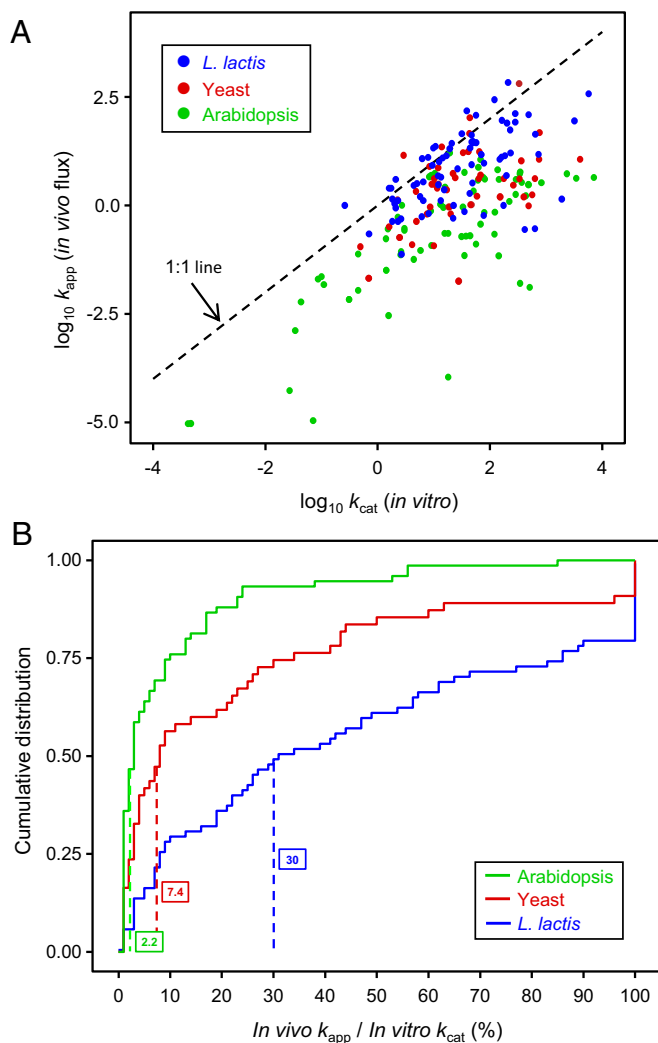 A
L. lactis
Yeast
Arabidopsis
2.5
0.0
-2.5
-5.0
1:1 line
log10 kapp (in vivo flux)
-4
-2
0
2
4
log10 kcat (in vitro)
B
1.00
0.75
0.50
0.25
0.00
Cumulative distribution
30
7.4
2.2
Arabidopsis
Yeast
L. lactis
0
10
20
30
40
50
60
70
80
90
100
In vivo kapp / In vitro kcat (%)